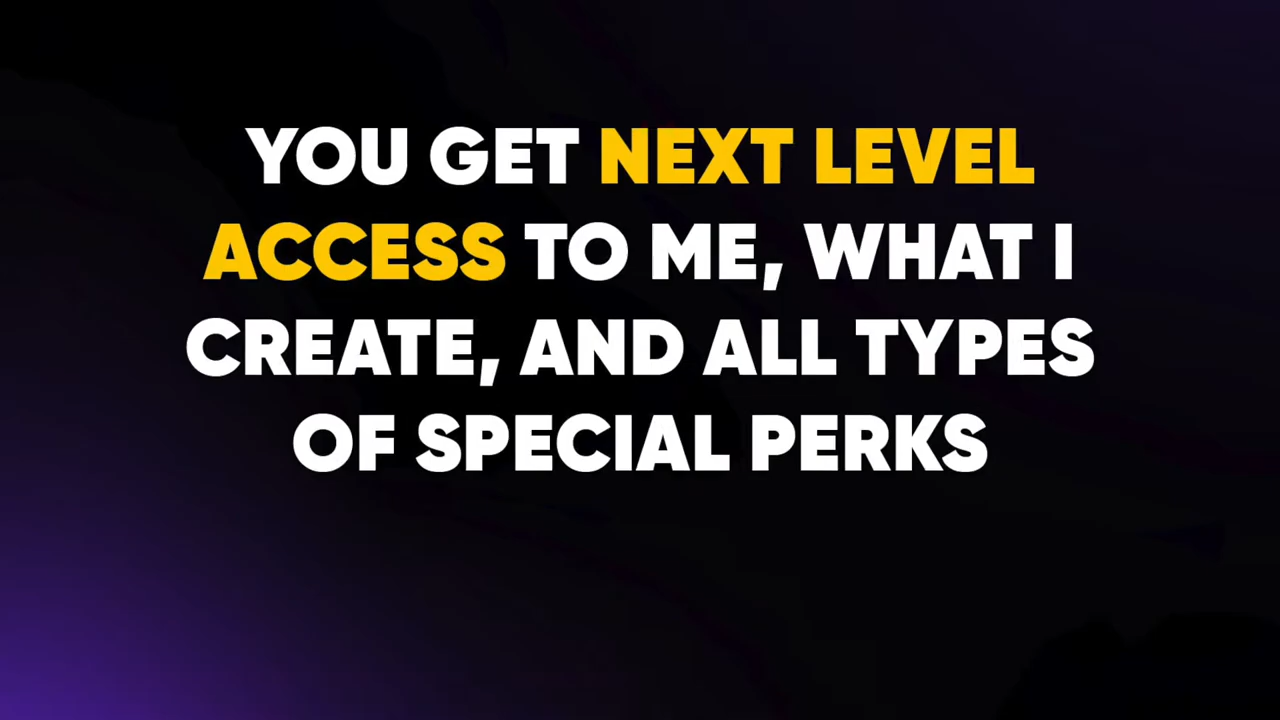 YOU GET NEXT LEVEL
ACCESS TO ME, WHAT I
CREATE, AND ALL TYPES
OF SPECIAL PERKS